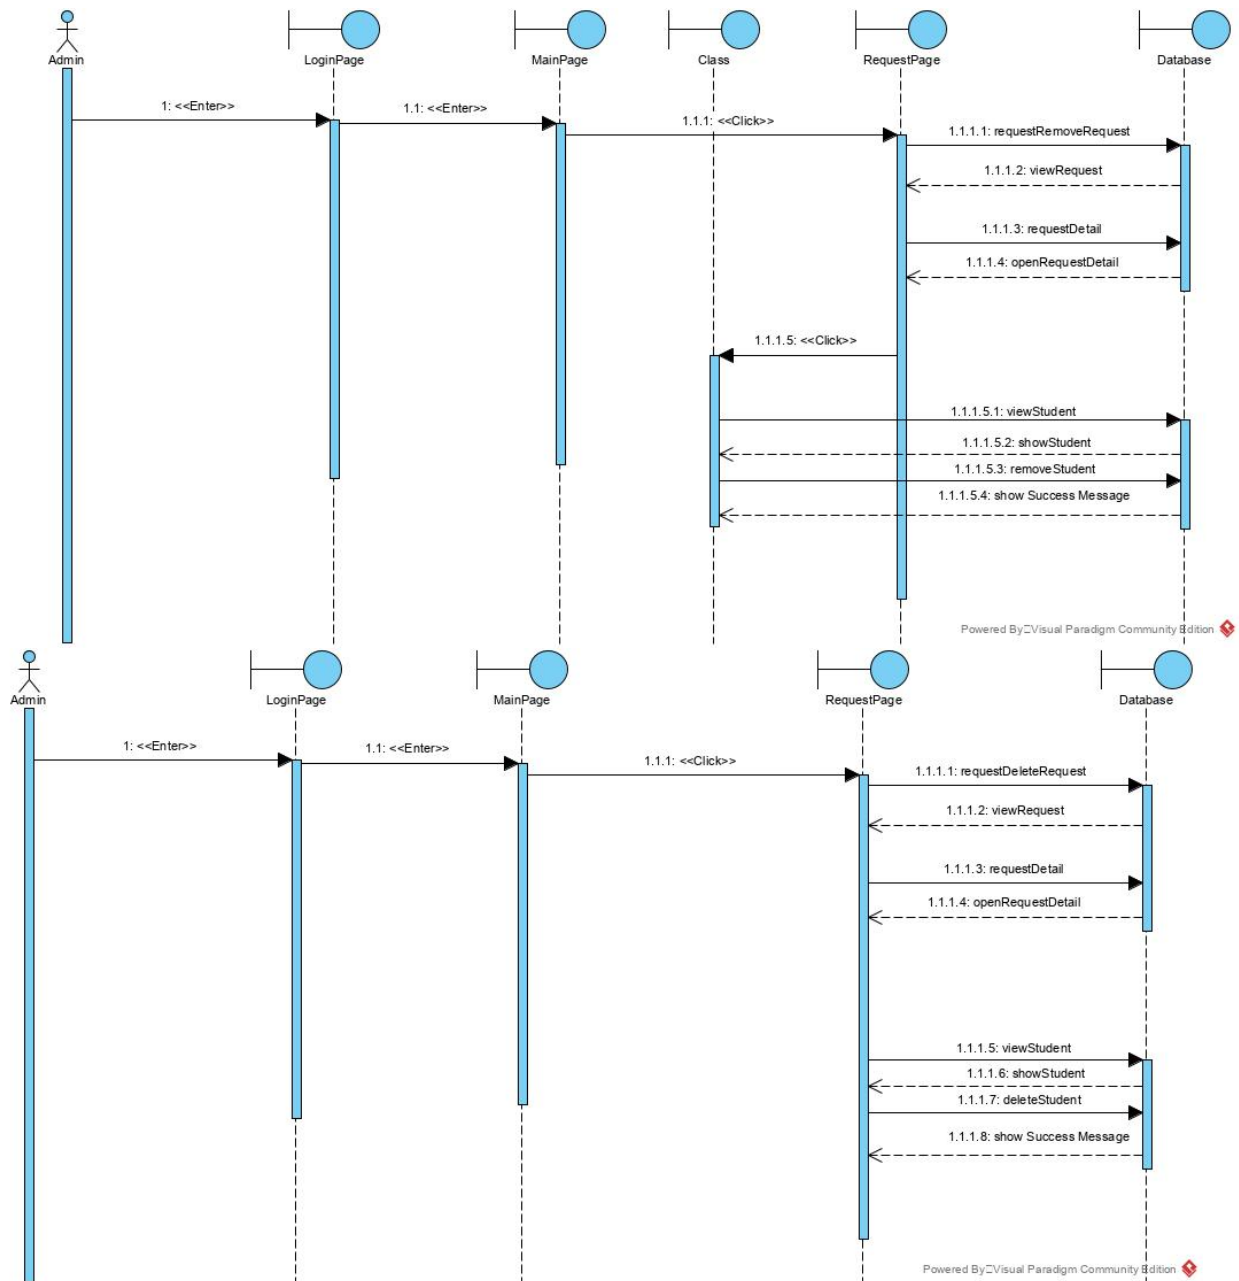 Admin
LoginPage
MainPage
Class
RequestPage
Database
1: <<Enter>>
1.1: <<Enter>>
1.1.1: <<Click>>
1.1.1.1: requestRemoveRequest
1.1.1.2: viewRequest
1.1.1.3: requestDetail
1.1.1.4: openRequestDetail
1.1.1.5: <<Click>>
1.1.1.5.1: viewStudent
1.1.1.5.2: showStudent
1.1.1.5.3: removeStudent
1.1.1.5.4: show Success Message
Powered By Visual Paradigm Community Edition
Admin
LoginPage
MainPage
RequestPage
Database
1: <<Enter>>
1.1: <<Enter>>
1.1.1: <<Click>>
1.1.1.1: requestDeleteRequest
1.1.1.2: viewRequest
1.1.1.3: requestDetail
1.1.1.4: openRequestDetail
1.1.1.5: viewStudent
1.1.1.6: showStudent
1.1.1.7: deleteStudent
1.1.1.8: show Success Message
Powered By Visual Paradigm Community Edition